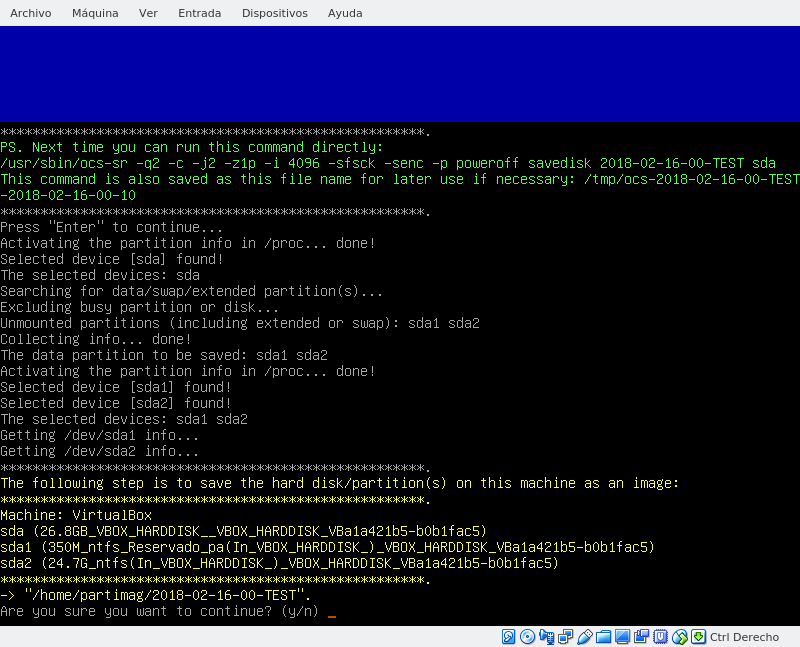 Archivo Máquina Ver Entrada Dispositivos Ayuda
*****************************************************.
PS. Next time you can run this command directly:
/usr/sbin/ocs-sr -q2 -c -j2 -z1p -i 4096 -sfsck -senc -p poweroff savedisk 2018-02-16-00-TEST sda
This command is also saved as this file name for later use if necessary: /tmp/ocs-2018-02-16-00-TEST
-2018-02-16-00-10
*****************************************************.
Press "Enter" to continue...
Activating the partition info in /proc... done!
Selected device [sda] found!
The selected devices: sda
Searching for data/swap/extended partition(s)...
Excluding busy partition or disk...
Unmounted partitions (including extended or swap): sda1 sda2
Collecting info... done!
The data partition to be saved: sda1 sda2
Activating the partition info in /proc... done!
Selected device [sda1] found!
Selected device [sda2] found!
The selected devices: sda1 sda2
Getting /dev/sda1 info...
Getting /dev/sda2 info...
*****************************************************.
The following step is to save the hard disk/partition(s) on this machine as an image:
*****************************************************.
Machine: VirtualBox
sda (26.8GB_VBOX_HARDDISK__VBOX_HARDDISK_VBa1a421b5-b0b1fac5)
sda1 (350M_ntfs_Reservado_pa(In_VBOX_HARDDISK_)_VBOX_HARDDISK_VBa1a421b5-b0b1fac5)
sda2 (24.7G_ntfs(In_VBOX_HARDDISK_)_VBOX_HARDDISK_VBa1a421b5-b0b1fac5)
*****************************************************.
-> "/home/partimag/2018-02-16-00-TEST".
Are you sure you want to continue? (y/n) _
Ctrl Derecho